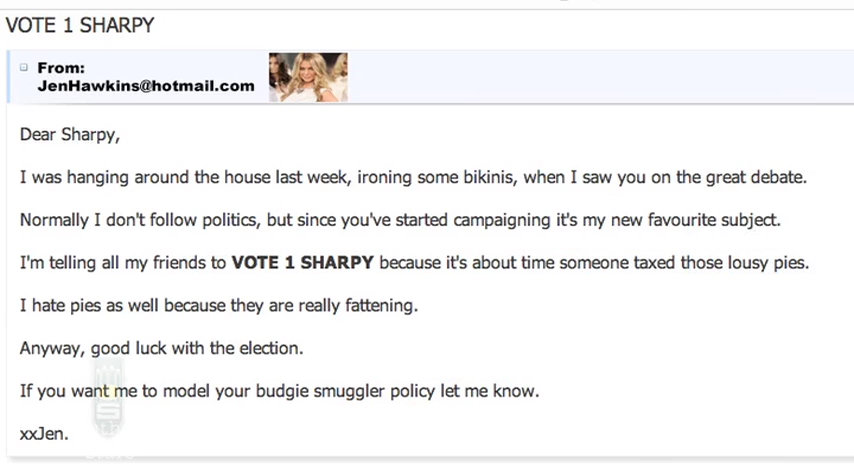 VOTE 1 SHARPY
From:
JenHawkins@hotmail.com
Dear Sharpy,
I was hanging around the house last week, ironing some bikinis, when I saw you on the great debate.
Normally I don't follow politics, but since you've started campaigning it's my new favourite subject.
I'm telling all my friends to VOTE 1 SHARPY because it's about time someone taxed those lousy pies.
I hate pies as well because they are really fattening.
Anyway, good luck with the election.
If you want me to model your budgie smuggler policy let me know.
xxJen.